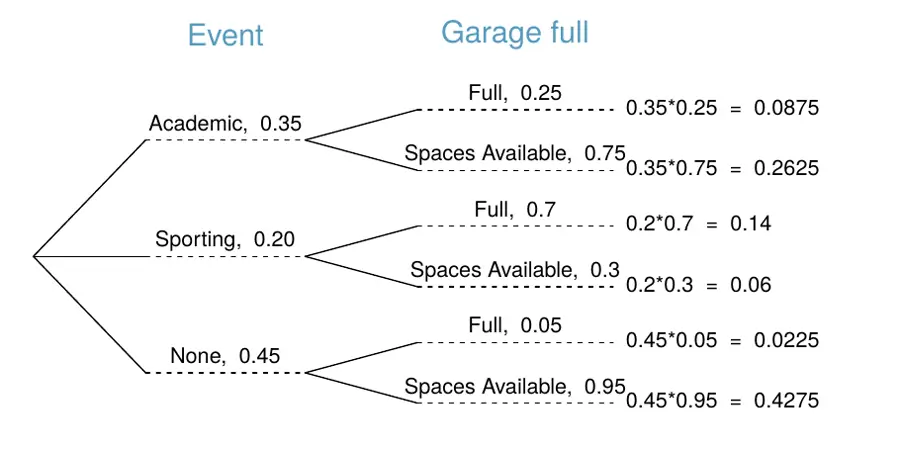 Event
Garage full
Full, 0.25
0.35*0.25 = 0.0875
Academic, 0.35
Spaces Available, 0.75
0.35*0.75 = 0.2625
Full, 0.7
0.2*0.7 = 0.14
Sporting, 0.20
Spaces Available, 0.3
0.2*0.3 = 0.06
Full, 0.05
0.45*0.05 = 0.0225
None, 0.45
Spaces Available, 0.95
0.45*0.95 = 0.4275